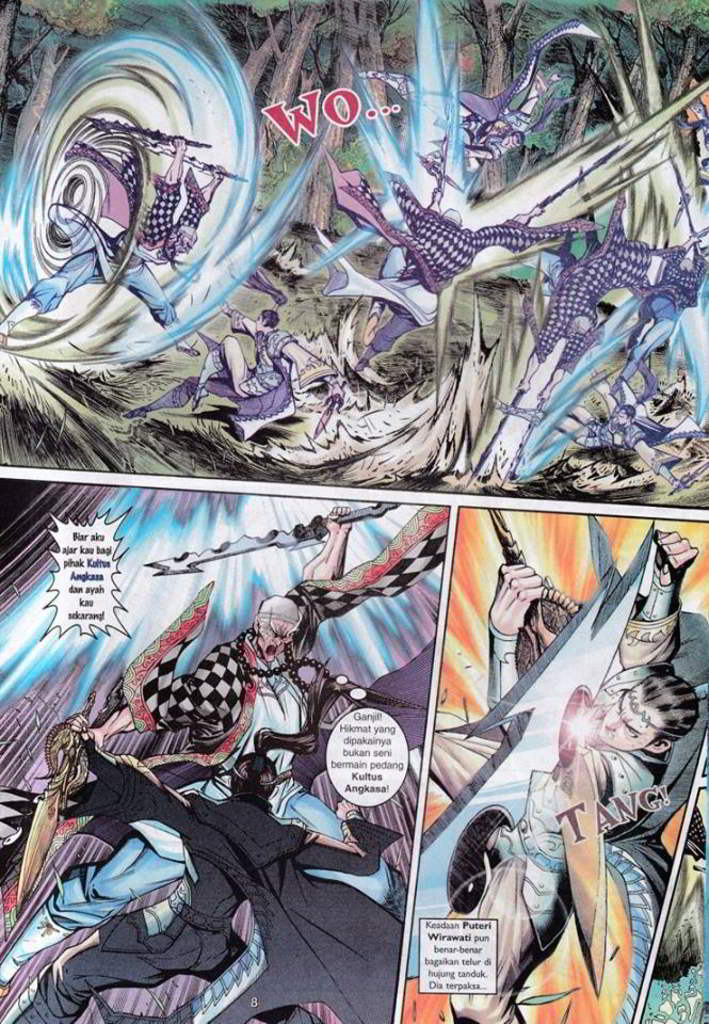 WO...
Biar aku
ajar kau bagi
pihak Kultus
Angkasa
dan ayah
kau
sekarang!
Ganjil!
Hikmat yang
dipakainya
bukan seni
bermain pedang
Kultus
Angkasa!
TANG!
Keadaan Puteri
Wirawati pun
benar-benar
bagaikan telur di
hujung tanduk.
Dia terpaksa...
8